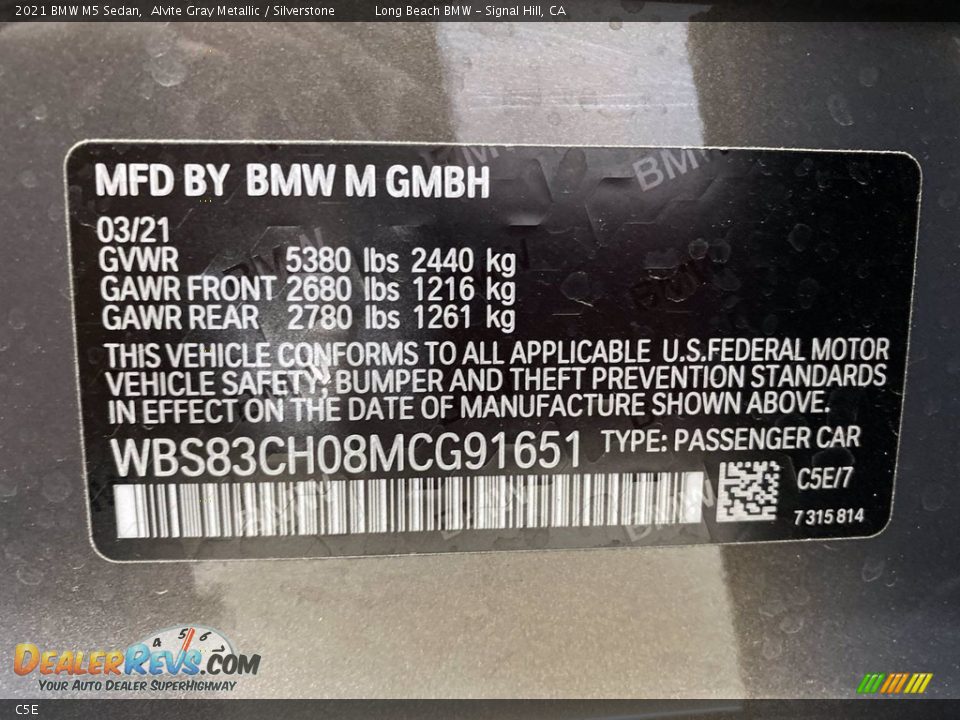 2021 BMW M5 Sedan, Alvite Gray Metallic / Silverstone Long Beach BMW - Signal Hill, CA
MFD BY BMW M GMBH
03/21
GVWR 5380 lbs 2440 kg
GAWR FRONT 2680 lbs 1216 kg
GAWR REAR 2780 lbs 1261 kg
THIS VEHICLE CONFORMS TO ALL APPLICABLE U.S.FEDERAL MOTOR
VEHICLE SAFETY, BUMPER AND THEFT PREVENTION STANDARDS
IN EFFECT ON THE DATE OF MANUFACTURE SHOWN ABOVE.
WBS83CH08MCG91651 TYPE: PASSENGER CAR
C5E/7
7 315 814
4 5 6 7
DEALERREVS.COM
YOUR AUTO DEALER SUPERHIGHWAY
C5E